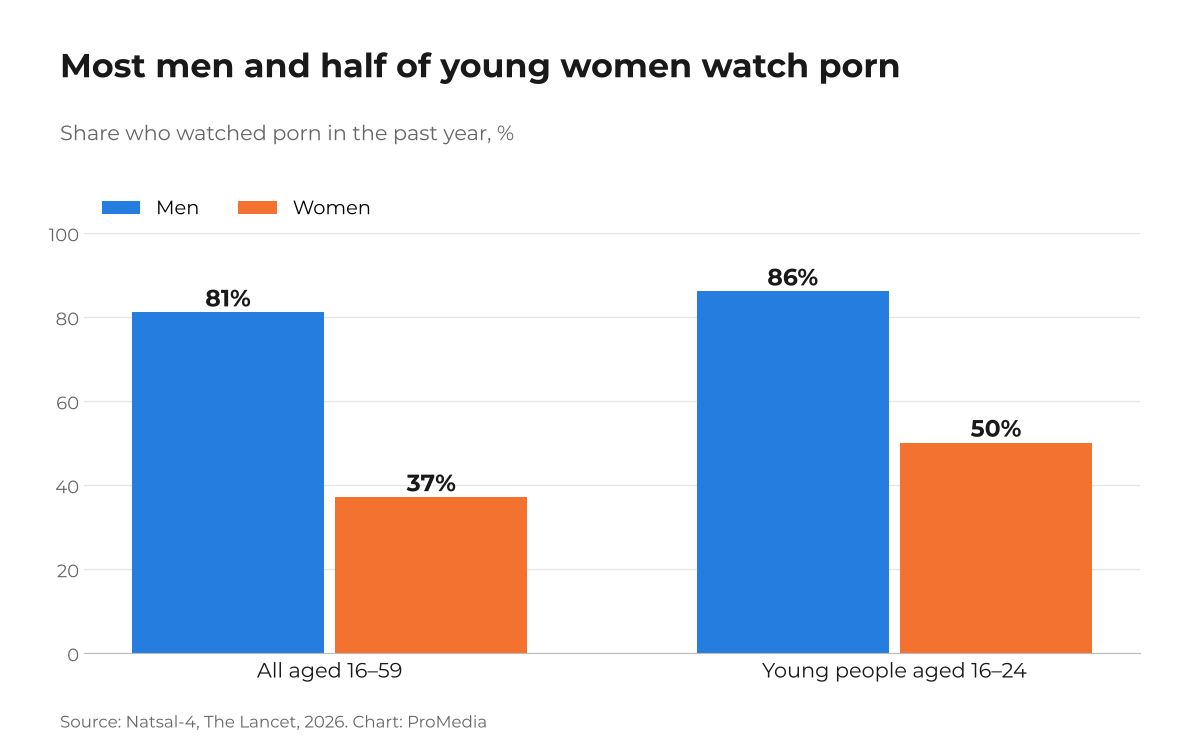 Most men and half of young women watch porn
Share who watched porn in the past year, %
Men Women
100
81% 86%
80
60
50%
37%
40
20
0
All aged 16–59 Young people aged 16–24
Source: Natsal-4, The Lancet, 2026. Chart: ProMedia